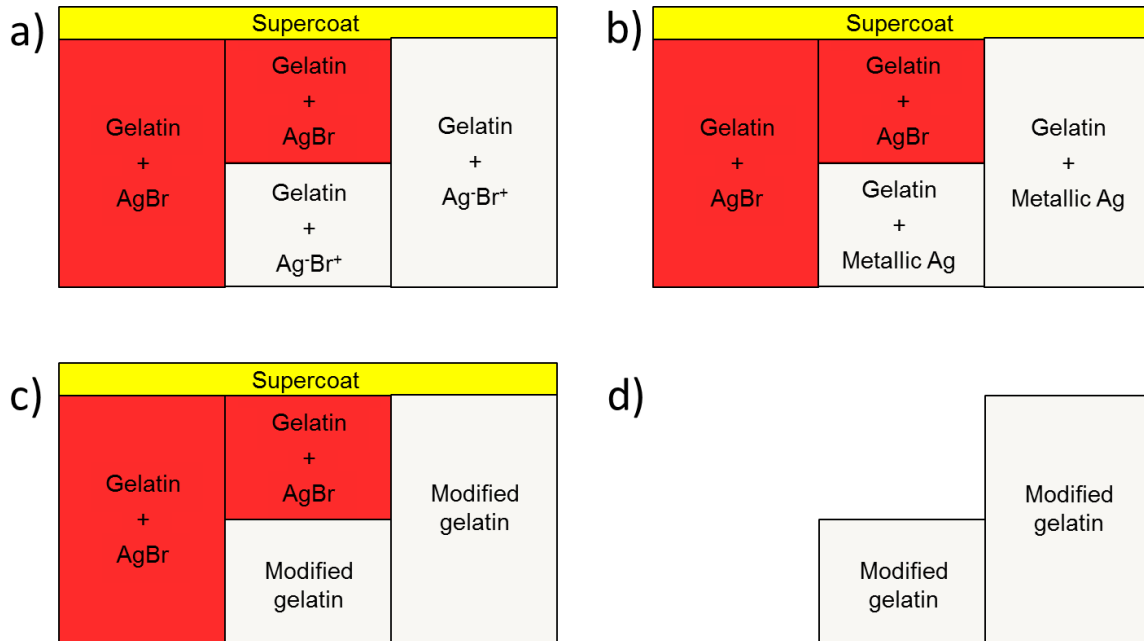 a)
Supercoat
Gelatin
+
AgBr
Gelatin
+
AgBr
Gelatin
+
Ag-Br+
Gelatin
+
Ag-Br+
b)
Supercoat
Gelatin
+
AgBr
Gelatin
+
AgBr
Gelatin
+
Metallic Ag
Gelatin
+
Metallic Ag
c)
Supercoat
Gelatin
+
AgBr
Gelatin
+
AgBr
Modified
gelatin
Modified
gelatin
d)
Modified
gelatin
Modified
gelatin